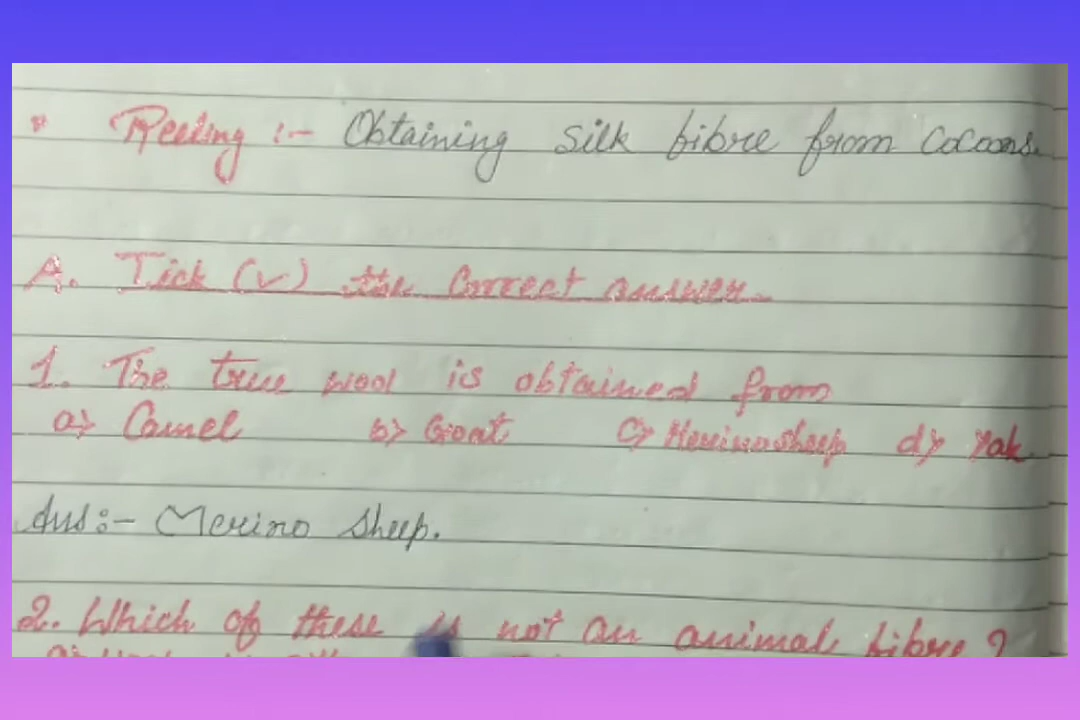 * Reeling :- Obtaining silk fibre from cocoons.
A. Tick (✓) the correct answer.
1. The true wool is obtained from
a) Camel b) Goat c) Merino sheep d) Yak
Ans:- Merino sheep.
2. Which of these is not an animal fibre ?